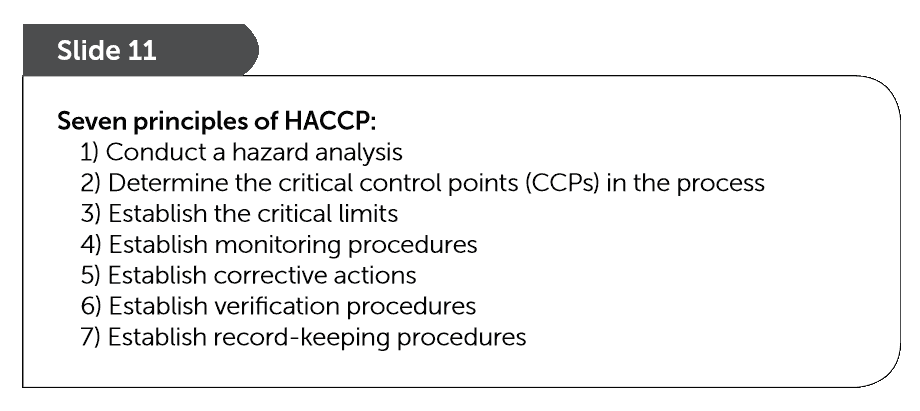 Slide 11
Seven principles of HACCP:
1) Conduct a hazard analysis
2) Determine the critical control points (CCPs) in the process
3) Establish the critical limits
4) Establish monitoring procedures
5) Establish corrective actions
6) Establish verification procedures
7) Establish record-keeping procedures